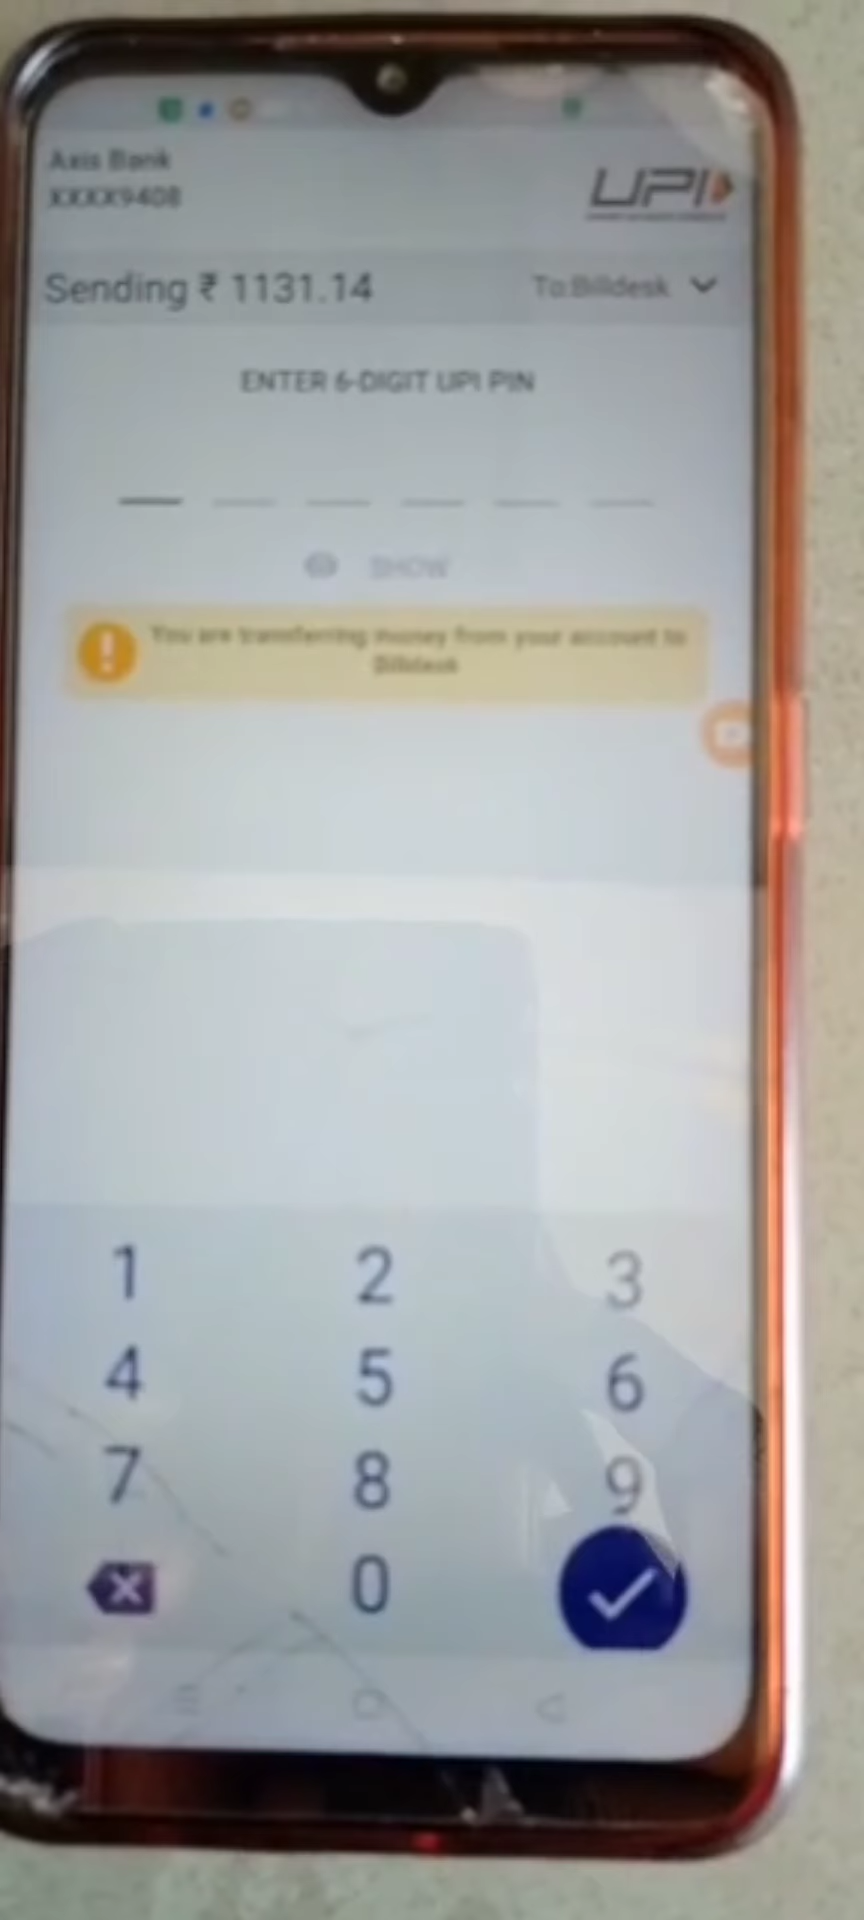 Axis Bank
XXXX9408
UPI
Sending ₹ 1131.14
To:Billdesk
ENTER 6-DIGIT UPI PIN
SHOW
You are transferring money from your account to
Billdesk
1 2 3
4 5 6
7 8 9
0